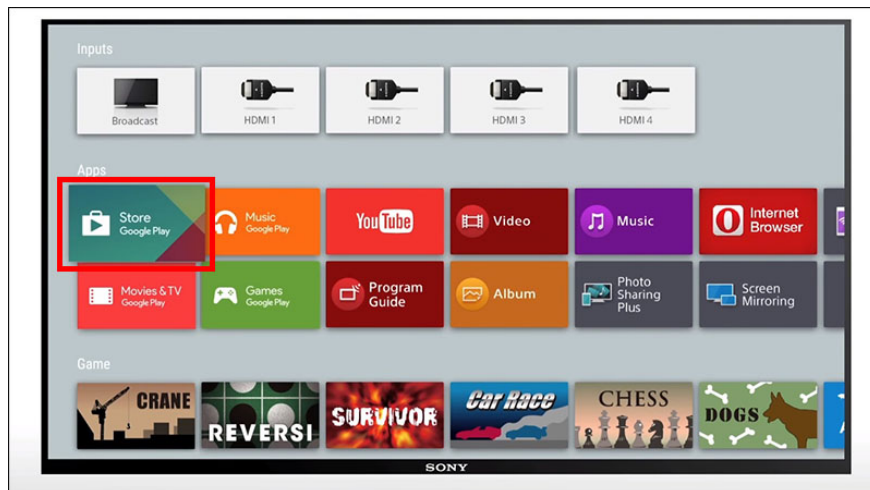 Inputs
Broadcast
HDMI 1
HDMI 2
HDMI 3
HDMI 4
Apps
Store
Google Play
Music
Google Play
YouTube
Video
Music
Internet
Browser
Movies & TV
Google Play
Games
Google Play
Program
Guide
Album
Photo
Sharing
Plus
Screen
Mirroring
Game
CRANE
REVERSI
SURVIVOR
Car Race
CHESS
DOGS
SONY